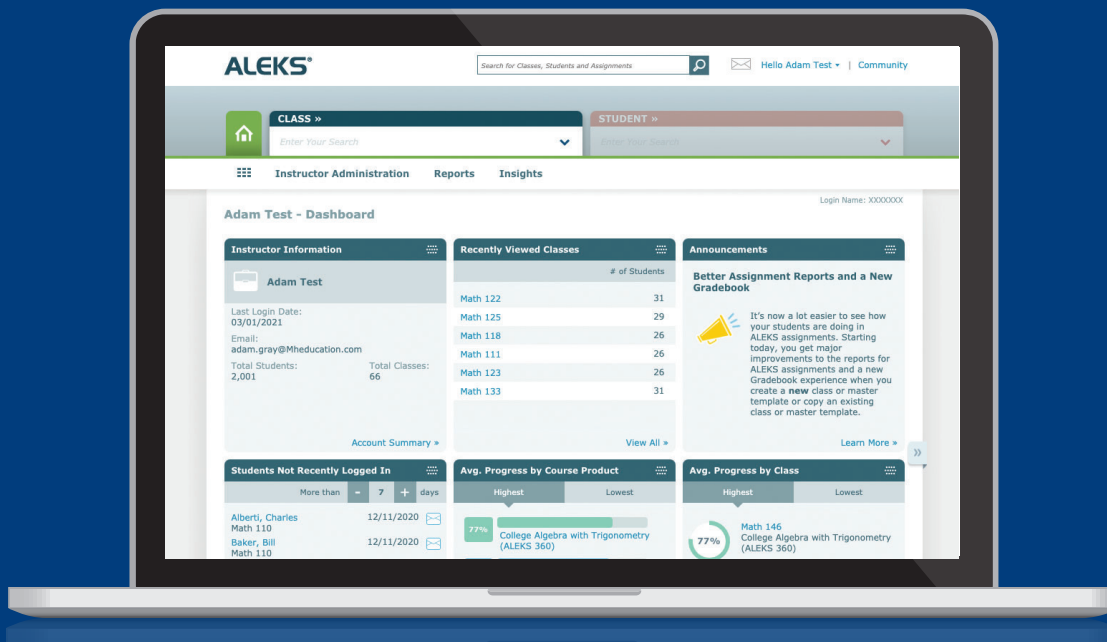 ALEKS®
Search for Classes, Students and Assignments
Hello Adam Test
| Community
CLASS »
Enter Your Search
STUDENT »
Enter Your Search
Instructor Administration
Reports
Insights
Login Name: XXXXXXX
Adam Test - Dashboard
Instructor Information
Adam Test
Last Login Date:
03/01/2021
Email:
adam.gray@Mheducation.com
Total Students:
2,001
Total Classes:
66
Account Summary »
Recently Viewed Classes
# of Students
Math 122 31
Math 125 29
Math 118 26
Math 111 26
Math 123 26
Math 133 31
View All »
Announcements
Better Assignment Reports and a New
Gradebook
It's now a lot easier to see how
your students are doing in
ALEKS assignments. Starting
today, you get major
improvements to the reports for
ALEKS assignments and a new
Gradebook experience when you
create a new class or master
template or copy an existing
class or master template.
Learn More »
»
Students Not Recently Logged In
More than - 7 + days
Alberti, Charles 12/11/2020
Math 110
Baker, Bill 12/11/2020
Math 110
Avg. Progress by Course Product
Highest Lowest
77%
College Algebra with Trigonometry
(ALEKS 360)
Avg. Progress by Class
Highest Lowest
77%
Math 146
College Algebra with Trigonometry
(ALEKS 360)